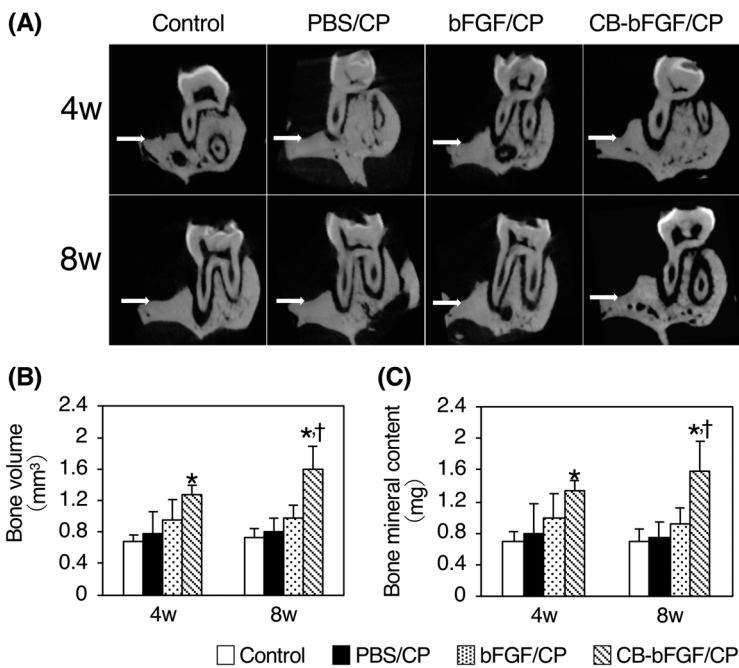 (A)
Control
PBS/CP
bFGF/CP
CB-bFGF/CP
4w
8w
(B)
Bone volume
(mm³)
2.4
2
1.6
1.2
0.8
0.4
0
*
*,†
4w
8w
(C)
Bone mineral content
(mg)
2.4
2
1.6
1.2
0.8
0.4
0
*
*,†
4w
8w
Control
PBS/CP
bFGF/CP
CB-bFGF/CP